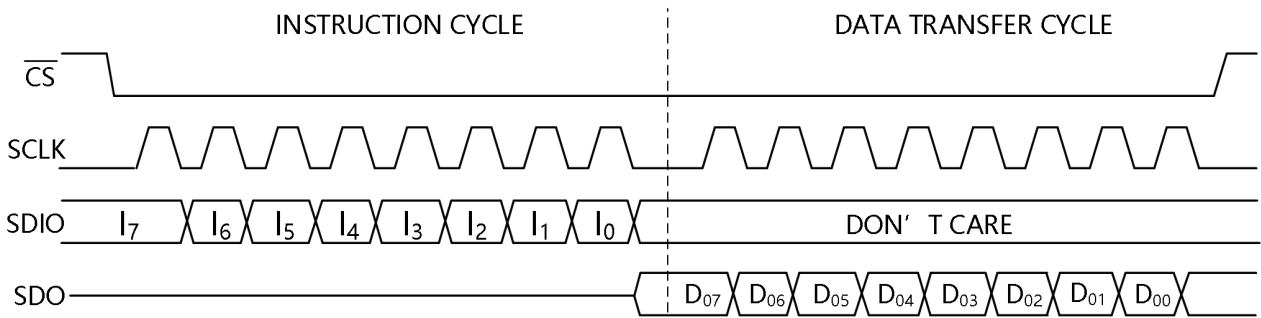 INSTRUCTION CYCLE DATA TRANSFER CYCLE
CS
SCLK
SDIO I7 I6 I5 I4 I3 I2 I1 I0 DON'T CARE
SDO D07 D06 D05 D04 D03 D02 D01 D00